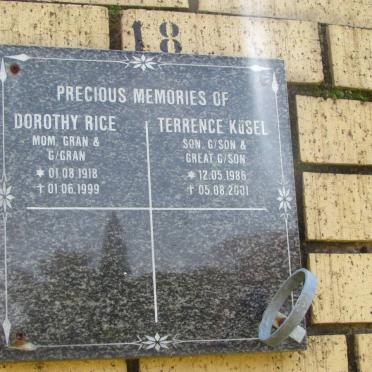 18
PRECIOUS MEMORIES OF
DOROTHY RICE
MOM, GRAN &
G/GRAN
* 01.08.1918
† 01.06.1999
TERRENCE KÜSEL
SON, G/SON &
GREAT G/SON
* 12.05.1986
† 05.08.2001